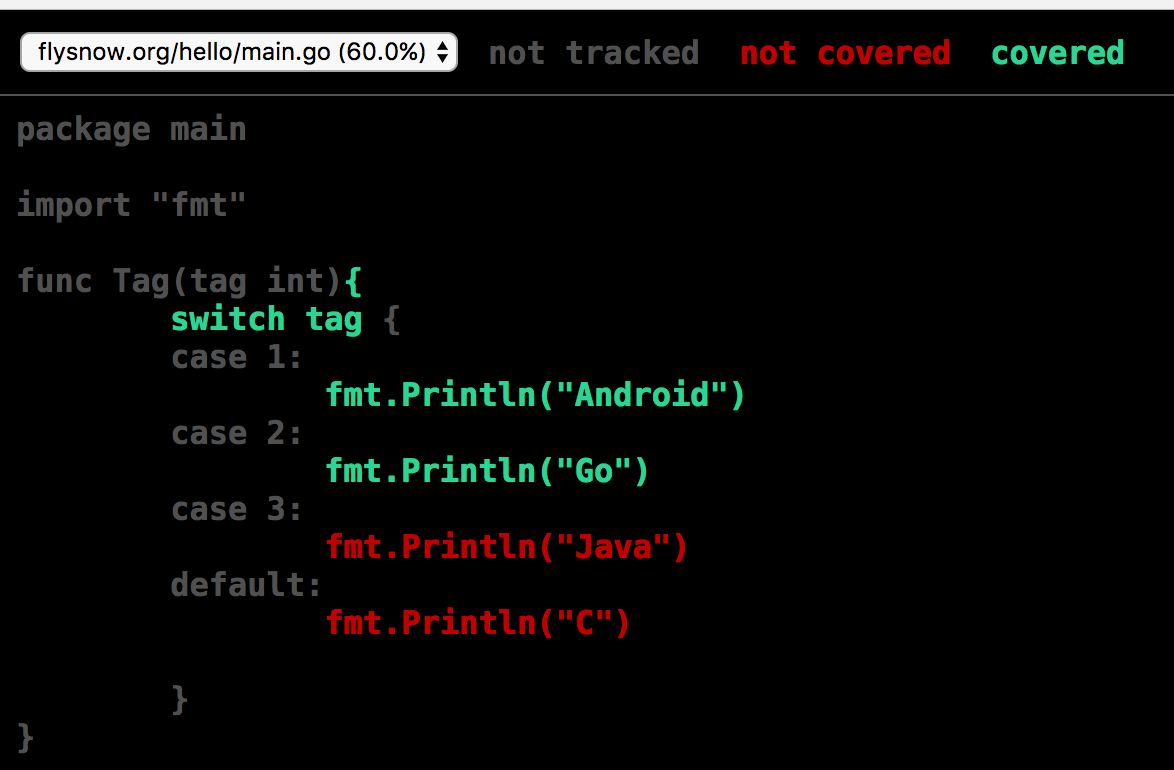 flysnow.org/hello/main.go (60.0%) not tracked not covered covered
package main
import "fmt"
func Tag(tag int){
switch tag {
case 1:
fmt.Println("Android")
case 2:
fmt.Println("Go")
case 3:
fmt.Println("Java")
default:
fmt.Println("C")
}
}